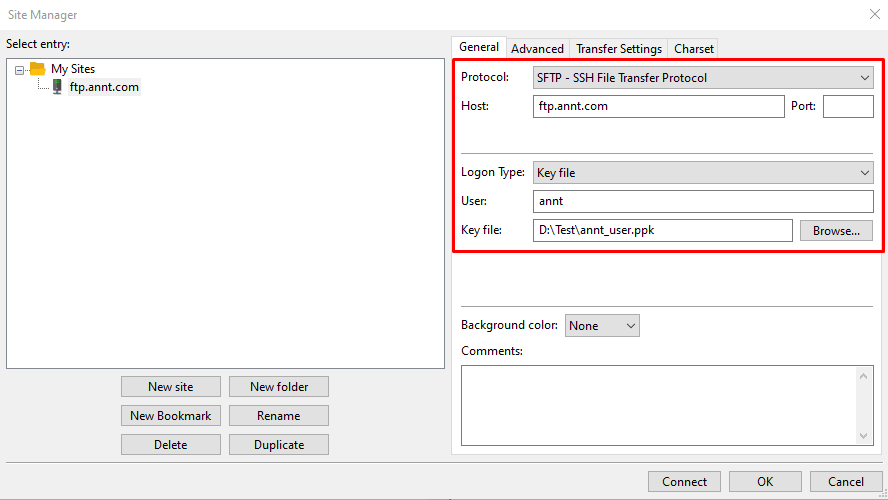 Site Manager
Select entry:
My Sites
ftp.annt.com
New site
New folder
New Bookmark
Rename
Delete
Duplicate
General
Advanced
Transfer Settings
Charset
Protocol:
SFTP - SSH File Transfer Protocol
Host:
ftp.annt.com
Port:
Logon Type:
Key file
User:
annt
Key file:
D:\Test\annt_user.ppk
Browse...
Background color:
None
Comments:
Connect
OK
Cancel